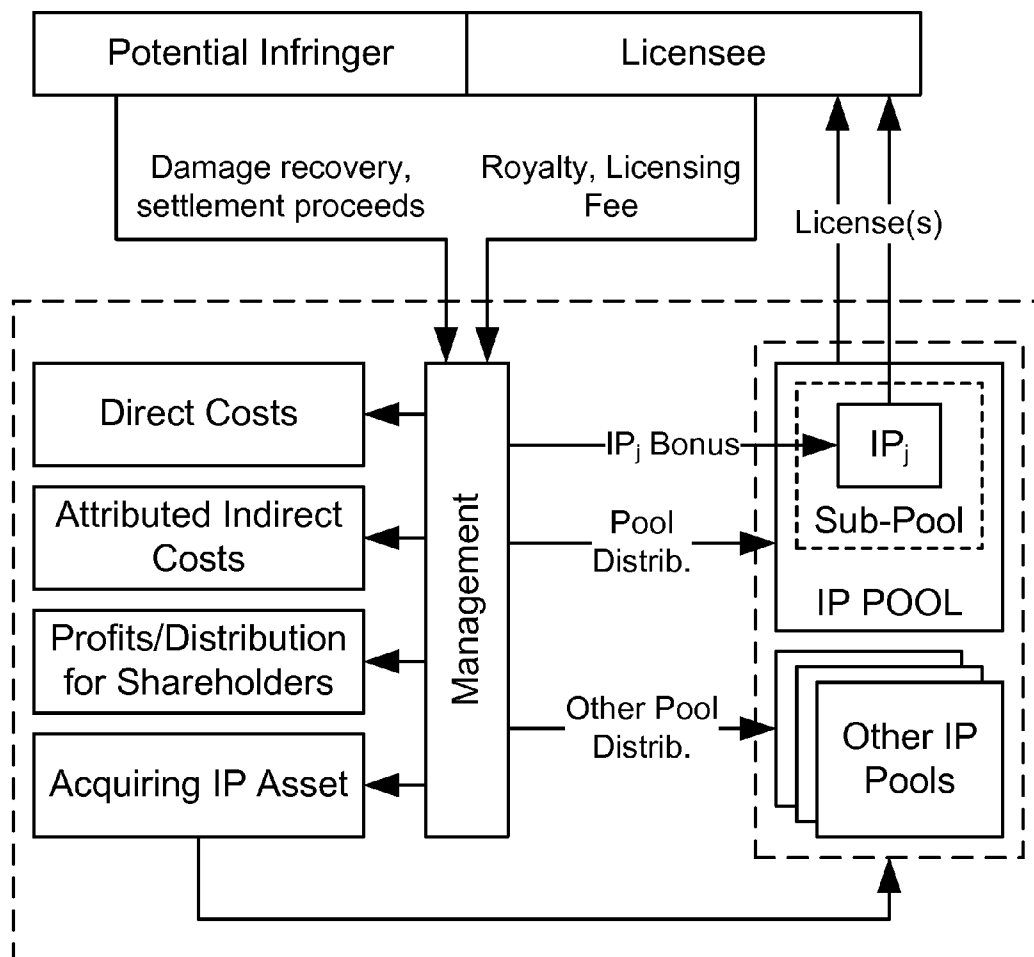 Potential Infringer
Licensee
Damage recovery,
settlement proceeds
Royalty, Licensing
Fee
License(s)
Direct Costs
Attributed Indirect
Costs
Profits/Distribution
for Shareholders
Acquiring IP Asset
Management
IPj Bonus
Pool
Distrib.
Other Pool
Distrib.
IPj
Sub-Pool
IP POOL
Other IP
Pools